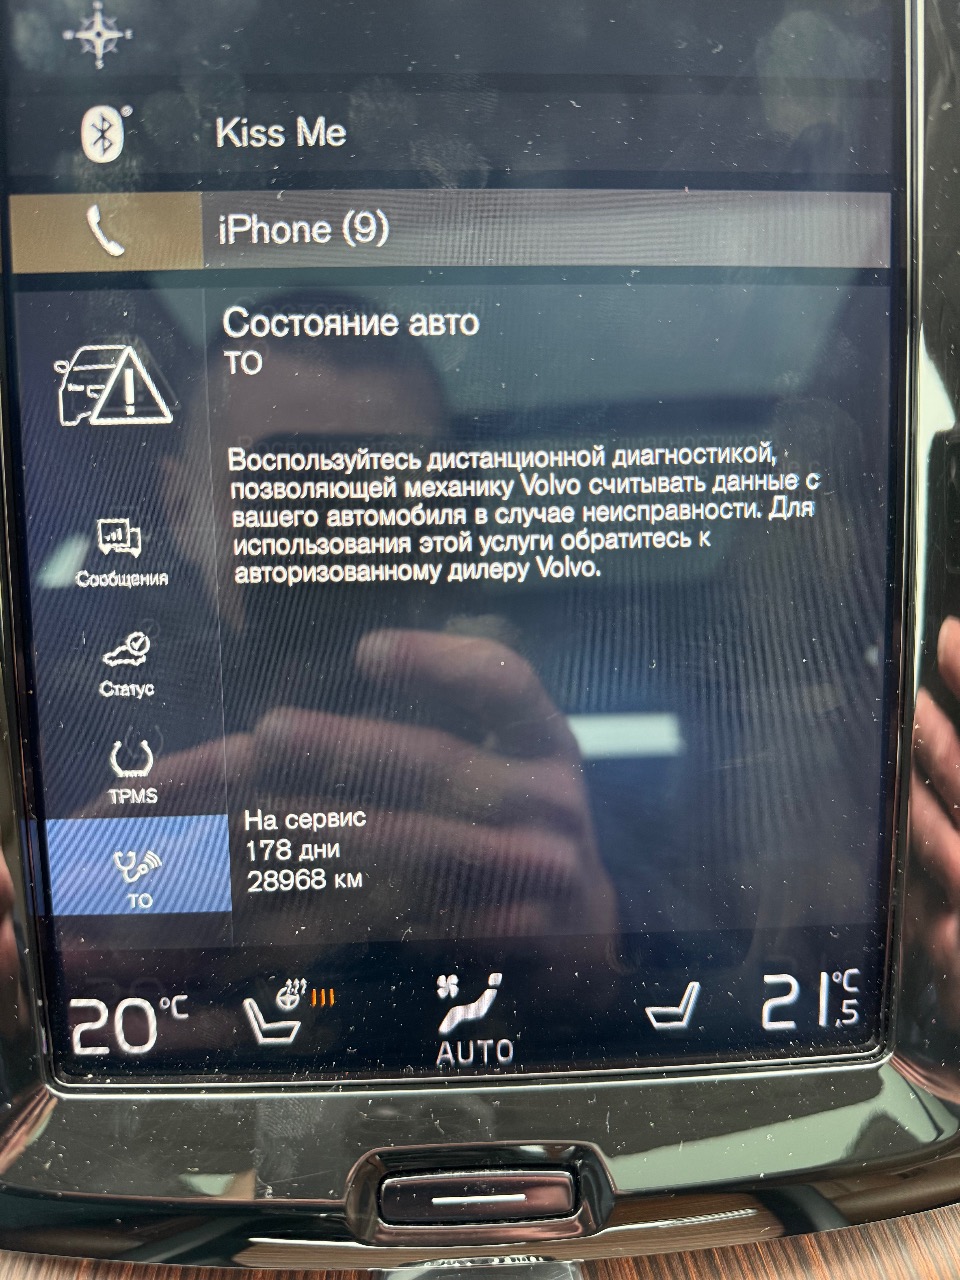 Kiss Me
iPhone (9)
Состояние авто
ТО
Воспользуйтесь дистанционной диагностикой,
позволяющей механику Volvo считывать данные с
вашего автомобиля в случае неисправности. Для
использования этой услуги обратитесь к
авторизованному дилеру Volvo.
Сообщения
Статус
TPMS
ТО
На сервис
178 дни
28968 км
20°C
AUTO
21,5°C